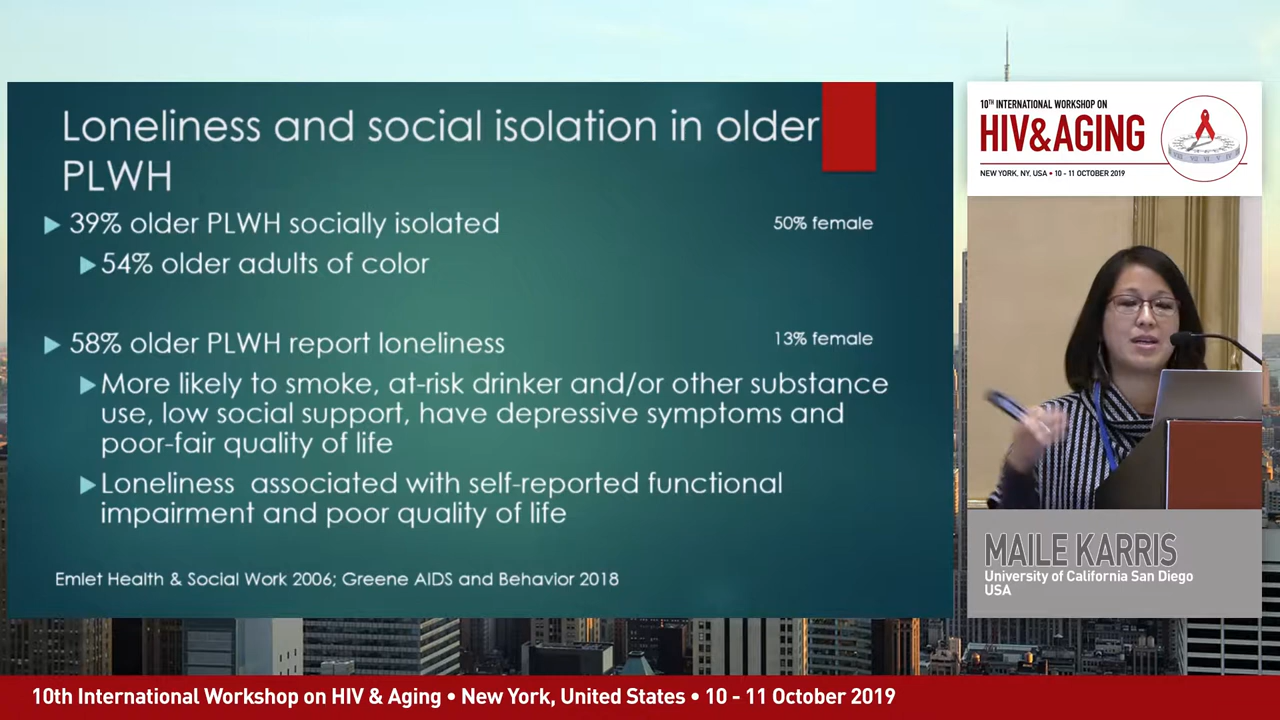 Loneliness and social isolation in older
PLWH
39% older PLWH socially isolated
50% female
54% older adults of color
58% older PLWH report loneliness
13% female
More likely to smoke, at-risk drinker and/or other substance
use, low social support, have depressive symptoms and
poor-fair quality of life
Loneliness associated with self-reported functional
impairment and poor quality of life
Emlet Health & Social Work 2006; Greene AIDS and Behavior 2018
10TH INTERNATIONAL WORKSHOP ON
HIV&AGING
NEW YORK, NY, USA • 10 - 11 OCTOBER 2019
MAILE KARRIS
University of California San Diego
USA
10th International Workshop on HIV & Aging • New York, United States • 10 - 11 October 2019